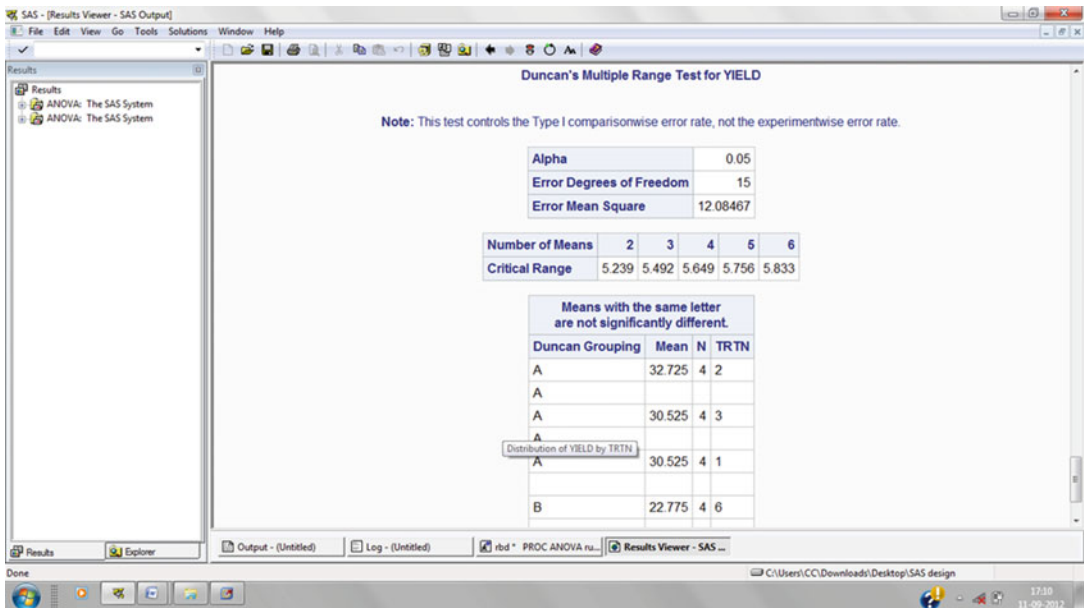 SAS - [Results Viewer - SAS Output]
File Edit View Go Tools Solutions Window Help
Results
Results
ANOVA: The SAS System
ANOVA: The SAS System
Duncan's Multiple Range Test for YIELD
Note: This test controls the Type I comparisonwise error rate, not the experimentwise error rate.
Alpha 0.05
Error Degrees of Freedom 15
Error Mean Square 12.08467
Number of Means 2 3 4 5 6
Critical Range 5.239 5.492 5.649 5.756 5.833
Means with the same letter
are not significantly different.
Duncan Grouping Mean N TRTN
A 32.725 4 2
A
A 30.525 4 3
A
Distribution of YIELD by TRTN
A 30.525 4 1
B 22.775 4 6
Results Explorer
Output - (Untitled) Log - (Untitled) rbd * PROC ANOVA ru... Results Viewer - SAS ...
Done C:\Users\CC\Downloads\Desktop\SAS design
17:10
11-09-2012